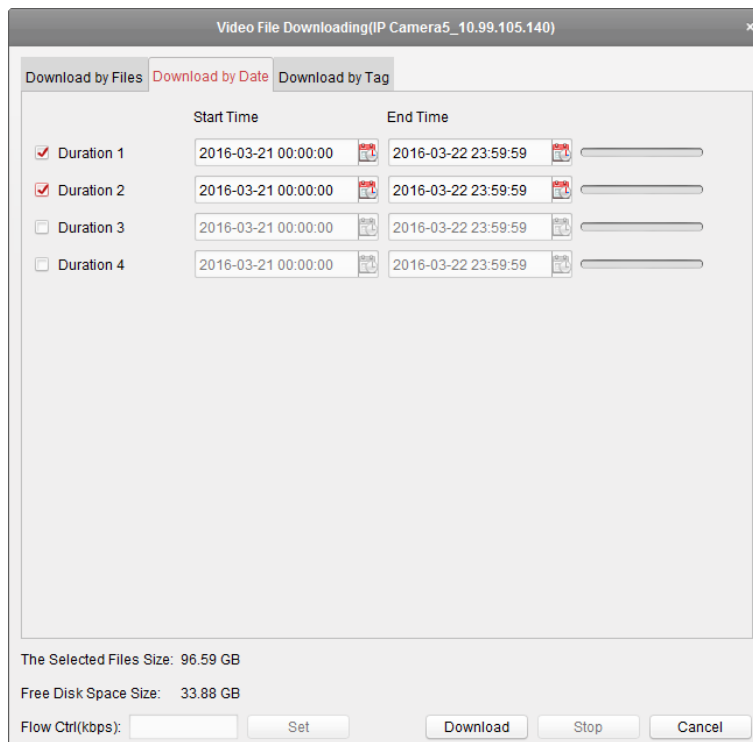 Video File Downloading(IP Camera5_10.99.105.140) ×
Download by Files Download by Date Download by Tag
Start Time End Time
Duration 1 2016-03-21 00:00:00 2016-03-22 23:59:59
Duration 2 2016-03-21 00:00:00 2016-03-22 23:59:59
Duration 3 2016-03-21 00:00:00 2016-03-22 23:59:59
Duration 4 2016-03-21 00:00:00 2016-03-22 23:59:59
The Selected Files Size: 96.59 GB
Free Disk Space Size: 33.88 GB
Flow Ctrl(kbps): Set Download Stop Cancel